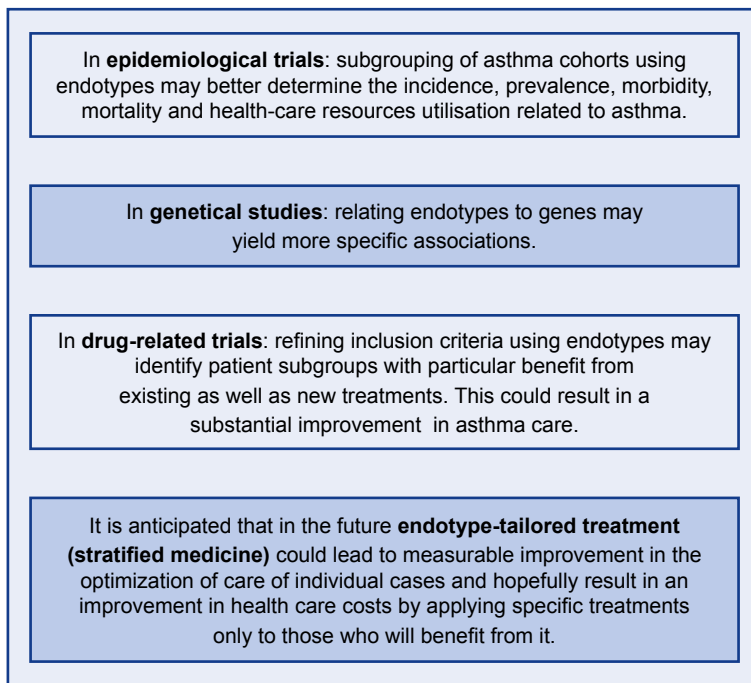 In epidemiological trials: subgrouping of asthma cohorts using
endotypes may better determine the incidence, prevalence, morbidity,
mortality and health-care resources utilisation related to asthma.
In genetical studies: relating endotypes to genes may
yield more specific associations.
In drug-related trials: refining inclusion criteria using endotypes may
identify patient subgroups with particular benefit from
existing as well as new treatments. This could result in a
substantial improvement in asthma care.
It is anticipated that in the future endotype-tailored treatment
(stratified medicine) could lead to measurable improvement in the
optimization of care of individual cases and hopefully result in an
improvement in health care costs by applying specific treatments
only to those who will benefit from it.